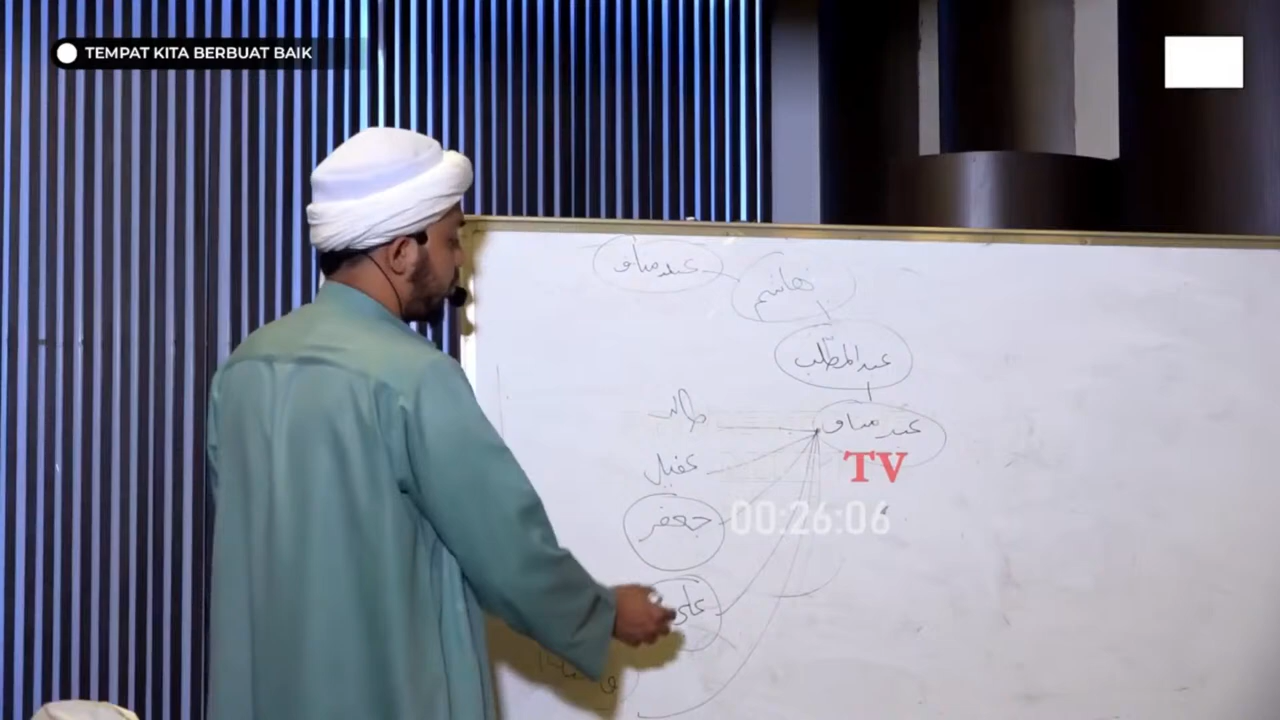 TEMPAT KITA BERBUAT BAIK
عبد مناف
هاشم
عبد المطلب
طالب
عبد مناف
عقيل
TV
جعفر
00:26:06
علي